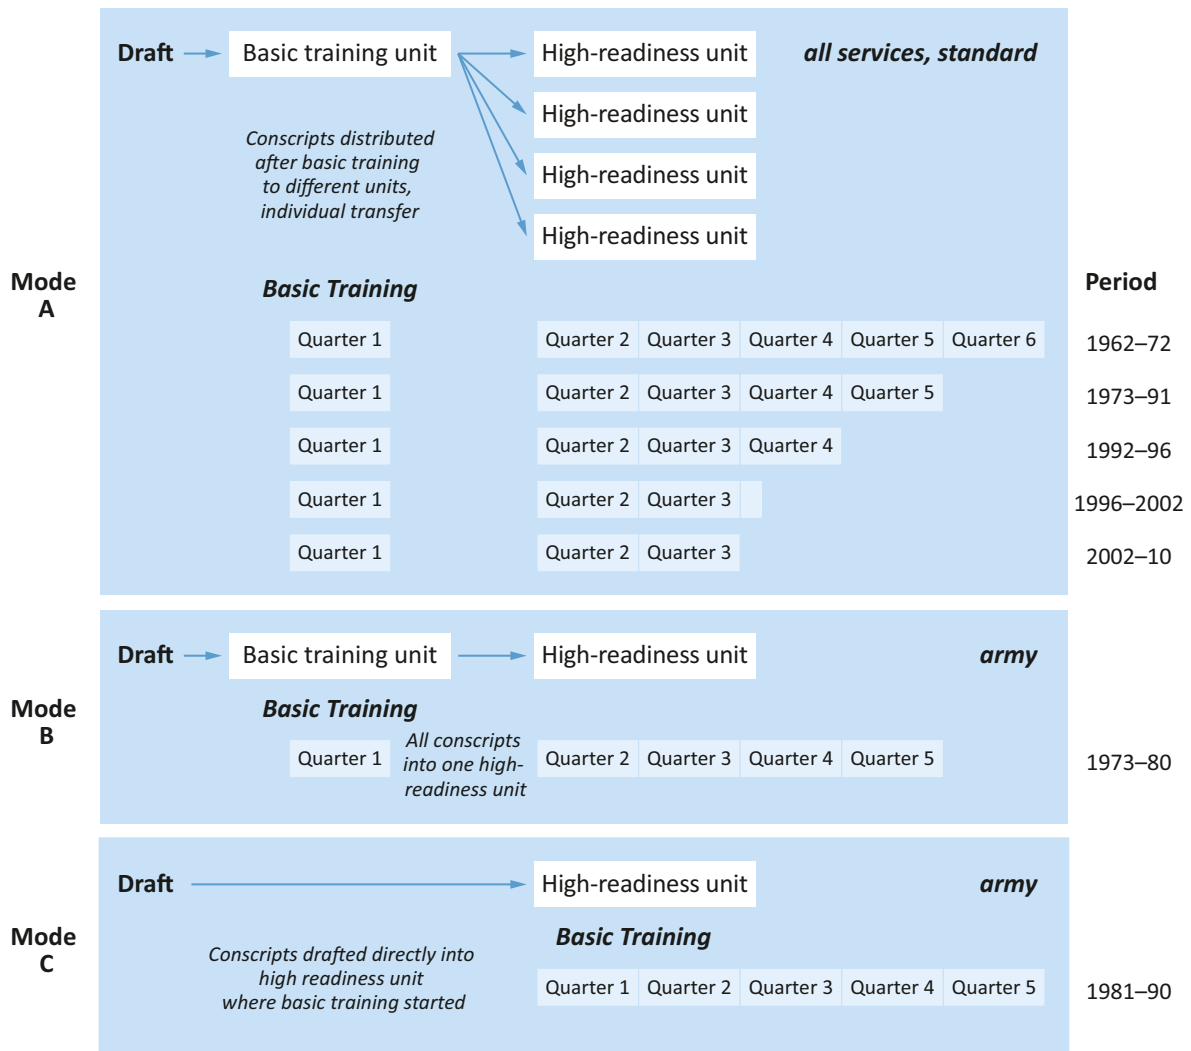 Draft
Basic training unit
High-readiness unit
all services, standard
High-readiness unit
Conscripts distributed
after basic training
to different units,
individual transfer
High-readiness unit
High-readiness unit
Mode
A
Basic Training
Period
Quarter 1
Quarter 2
Quarter 3
Quarter 4
Quarter 5
Quarter 6
1962–72
Quarter 1
Quarter 2
Quarter 3
Quarter 4
Quarter 5
1973–91
Quarter 1
Quarter 2
Quarter 3
Quarter 4
1992–96
Quarter 1
Quarter 2
Quarter 3
1996–2002
Quarter 1
Quarter 2
Quarter 3
2002–10
Draft
Basic training unit
High-readiness unit
army
Mode
B
Basic Training
Quarter 1
All conscripts
into one high-
readiness unit
Quarter 2
Quarter 3
Quarter 4
Quarter 5
1973–80
Draft
High-readiness unit
army
Mode
C
Conscripts drafted directly into
high readiness unit
where basic training started
Basic Training
Quarter 1
Quarter 2
Quarter 3
Quarter 4
Quarter 5
1981–90